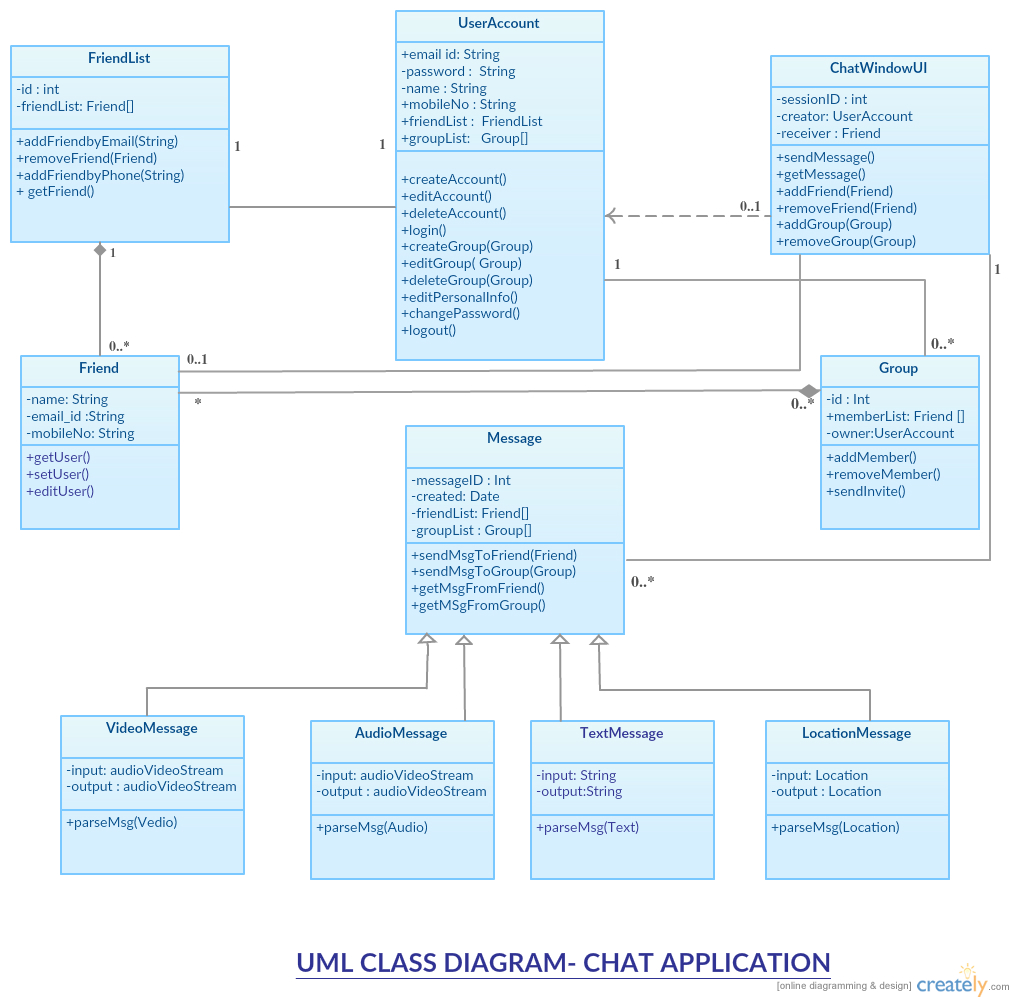 FriendList
-id : int
-friendList: Friend[]
+addFriendbyEmail(String)
+removeFriend(Friend)
+addFriendbyPhone(String)
+ getFriend()
1
1
UserAccount
+email id: String
-password :  String
-name : String
+mobileNo : String
+friendList :  FriendList
+groupList:   Group[]
+createAccount()
+editAccount()
+deleteAccount()
+login()
+createGroup(Group)
+editGroup( Group)
+deleteGroup(Group)
+editPersonalInfo()
+changePassword()
+logout()
ChatWindowUI
-sessionID : int
-creator: UserAccount
-receiver : Friend
+sendMessage()
+getMessage()
+addFriend(Friend)
+removeFriend(Friend)
+addGroup(Group)
+removeGroup(Group)
0..1
1
1
1
0..*
0..1
0..*
*
0..*
Friend
-name: String
-email_id :String
-mobileNo: String
+getUser()
+setUser()
+editUser()
Group
-id : Int
+memberList: Friend []
-owner:UserAccount
+addMember()
+removeMember()
+sendInvite()
Message
-messageID : Int
-created: Date
-friendList: Friend[]
-groupList : Group[]
+sendMsgToFriend(Friend)
+sendMsgToGroup(Group)
+getMsgFromFriend()
+getMSgFromGroup()
0..*
VideoMessage
-input: audioVideoStream
-output : audioVideoStream
+parseMsg(Vedio)
AudioMessage
-input: audioVideoStream
-output : audioVideoStream
+parseMsg(Audio)
TextMessage
-input: String
-output:String
+parseMsg(Text)
LocationMessage
-input: Location
-output : Location
+parseMsg(Location)
UML CLASS DIAGRAM- CHAT APPLICATION
[online diagramming & design] creately.com